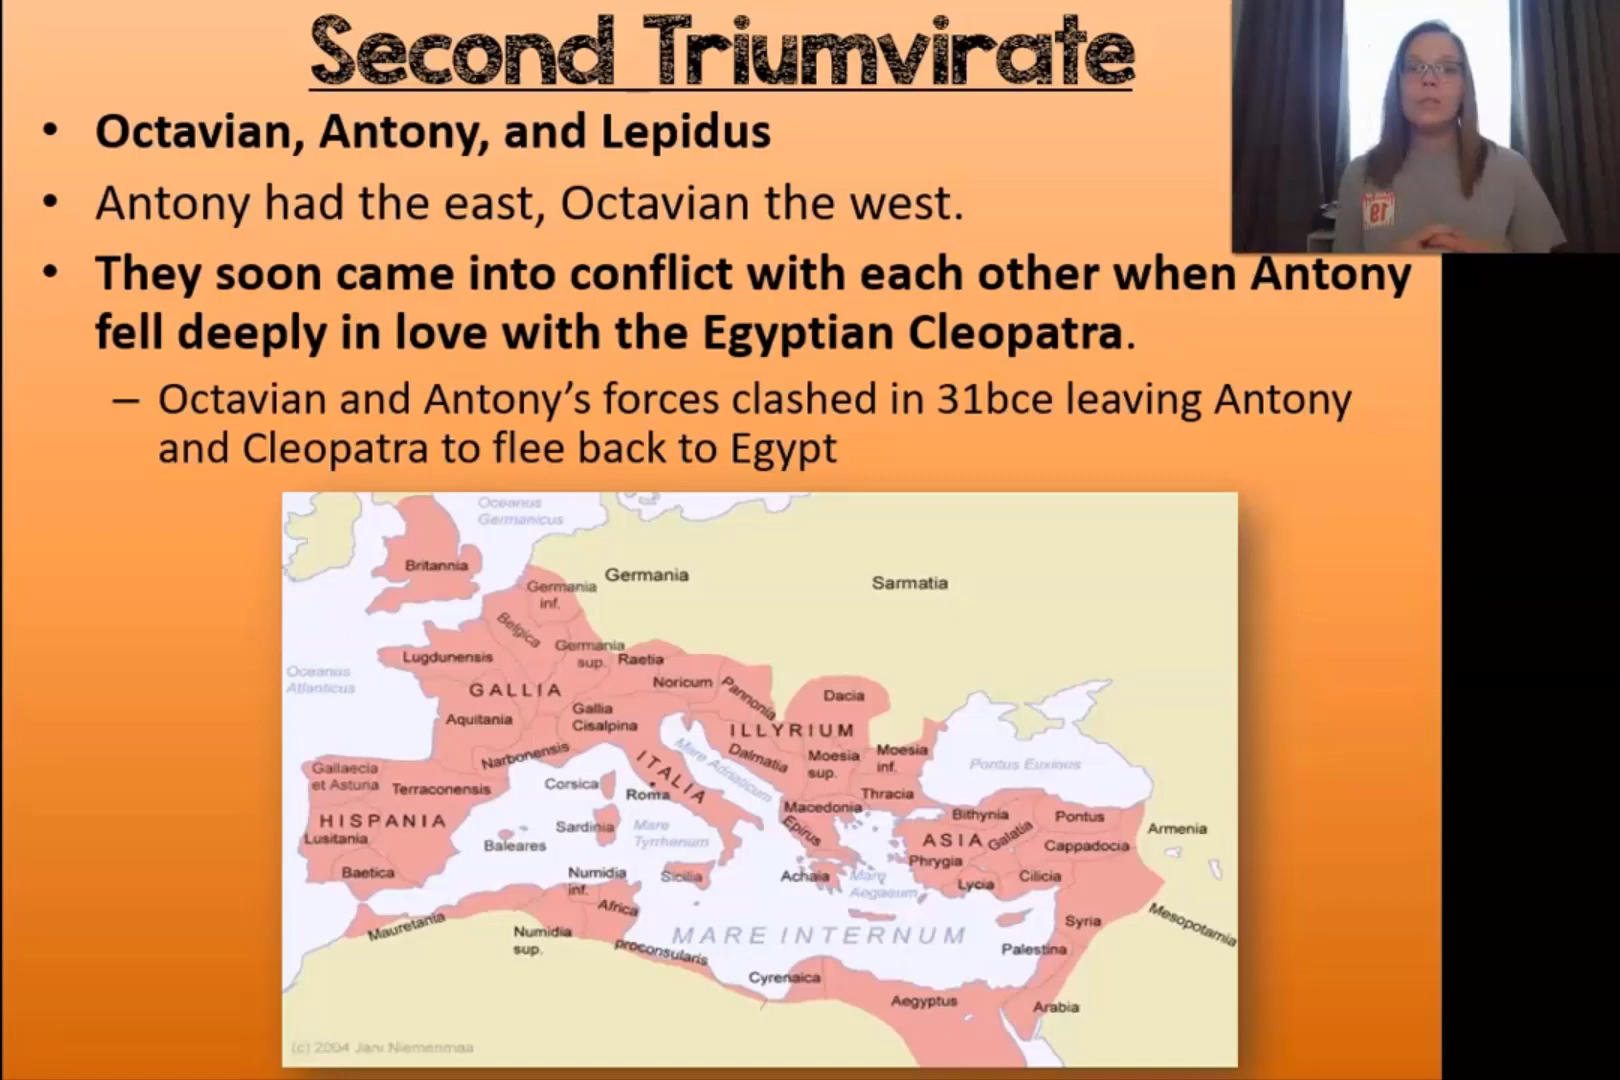 Second Triumvirate
• Octavian, Antony, and Lepidus
• Antony had the east, Octavian the west.
• They soon came into conflict with each other when Antony
fell deeply in love with the Egyptian Cleopatra.
– Octavian and Antony's forces clashed in 31bce leaving Antony
and Cleopatra to flee back to Egypt
19
Oceanus
Germanicus
Britannia
Germania
inf.
Germania
Sarmatia
Belgica
Germania
sup.
Raetia
Lugdunensis
Oceanus
Atlanticus
GALLIA
Noricum
Pannonia
Dacia
Aquitania
Gallia
Cisalpina
ILLYRIUM
Narbonensis
ITALIA
Mare Adriaticum
Dalmatia
Moesia
sup.
Moesia
inf.
Pontus Euxinus
Gallaecia
et Asturia
Terraconensis
Corsica
Roma
Thracia
HISPANIA
Lusitania
Sardinia
Mare
Tyrrhenum
Macedonia
Epirus
Bithynia
Pontus
Armenia
Baleares
ASIA
Galatia
Cappadocia
Baetica
Numidia
inf.
Sicilia
Achaia
Mare
Aegaeum
Phrygia
Lycia
Cilicia
Africa
proconsularis
Mauretania
Numidia
sup.
MARE INTERNUM
Syria
Mesopotamia
Palestina
Cyrenaica
Aegyptus
Arabia
(c) 2004 Jani Niemenmaa